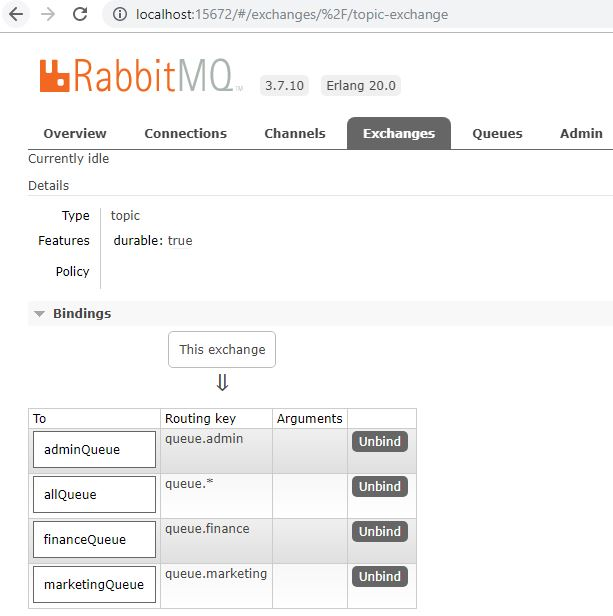 localhost:15672/#/exchanges/%2F/topic-exchange
RabbitMQ TM 3.7.10 Erlang 20.0
Overview Connections Channels Exchanges Queues Admin
Currently idle
Details
Type topic
Features durable: true
Policy
Bindings
This exchange
⇓
To Routing key Arguments
adminQueue queue.admin Unbind
allQueue queue.* Unbind
financeQueue queue.finance Unbind
marketingQueue queue.marketing Unbind